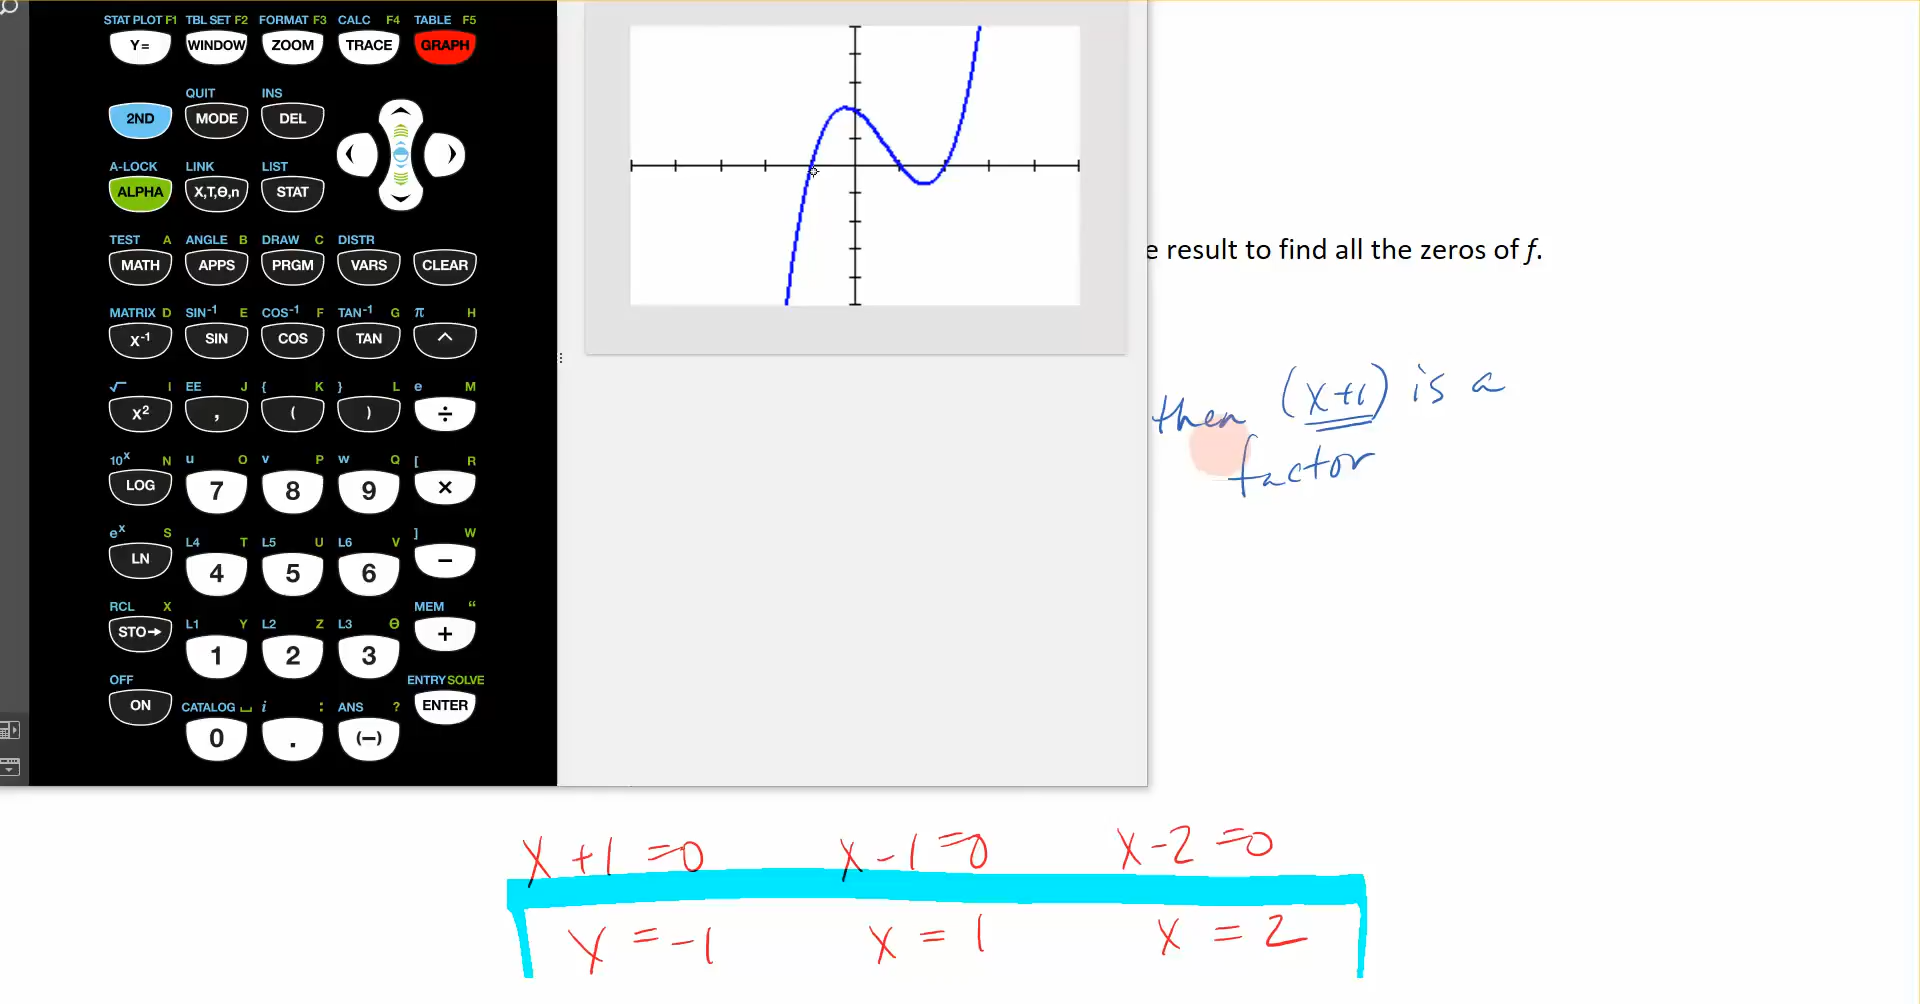 STAT PLOT F1 TBL SET F2 FORMAT F3 CALC F4 TABLE F5
Y= WINDOW ZOOM TRACE GRAPH
QUIT INS
2ND MODE DEL
A-LOCK LINK LIST
ALPHA X,T,Θ,n STAT
TEST A ANGLE B DRAW C DISTR
MATH APPS PRGM VARS CLEAR
MATRIX D SIN⁻¹ E COS⁻¹ F TAN⁻¹ G π H
x⁻¹ SIN COS TAN ^
√ I EE J { K } L e M
x² , ( ) ÷
10ˣ N u O v P w Q [ R
LOG 7 8 9 ×
eˣ S L4 T L5 U L6 V ] W
LN 4 5 6 −
RCL X L1 Y L2 Z L3 Θ MEM “
STO→ 1 2 3 +
OFF CATALOG ⎵ i : ANS ? ENTRY SOLVE
ON 0 . (−) ENTER
e result to find all the zeros of f.
then (x+1) is a
factor
x+1=0 x-1=0 x-2=0
x=-1 x=1 x=2